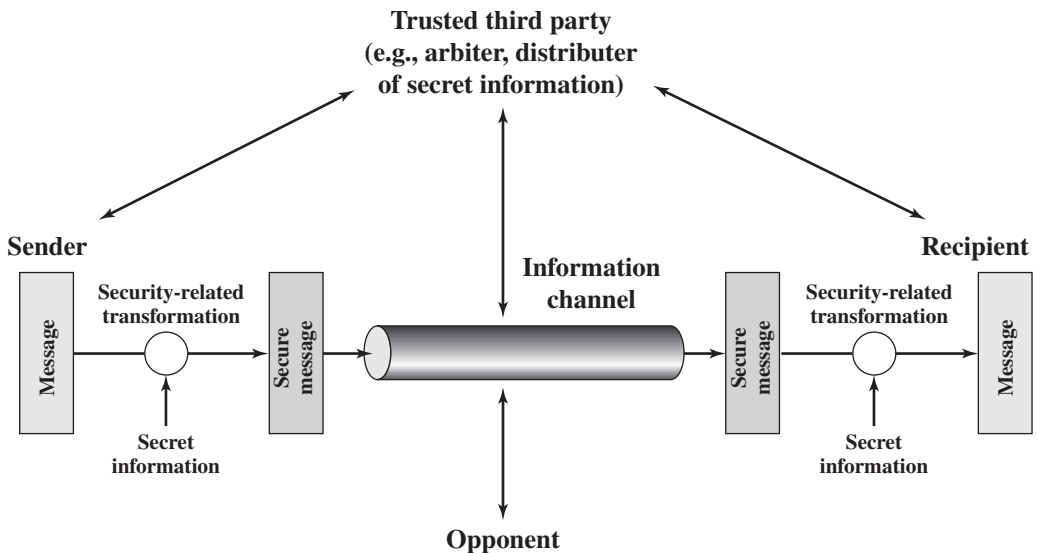 Trusted third party
(e.g., arbiter, distributer
of secret information)
Sender
Recipient
Information
channel
Security-related
transformation
Security-related
transformation
Message
Secure
message
Secure
message
Message
Secret
information
Secret
information
Opponent